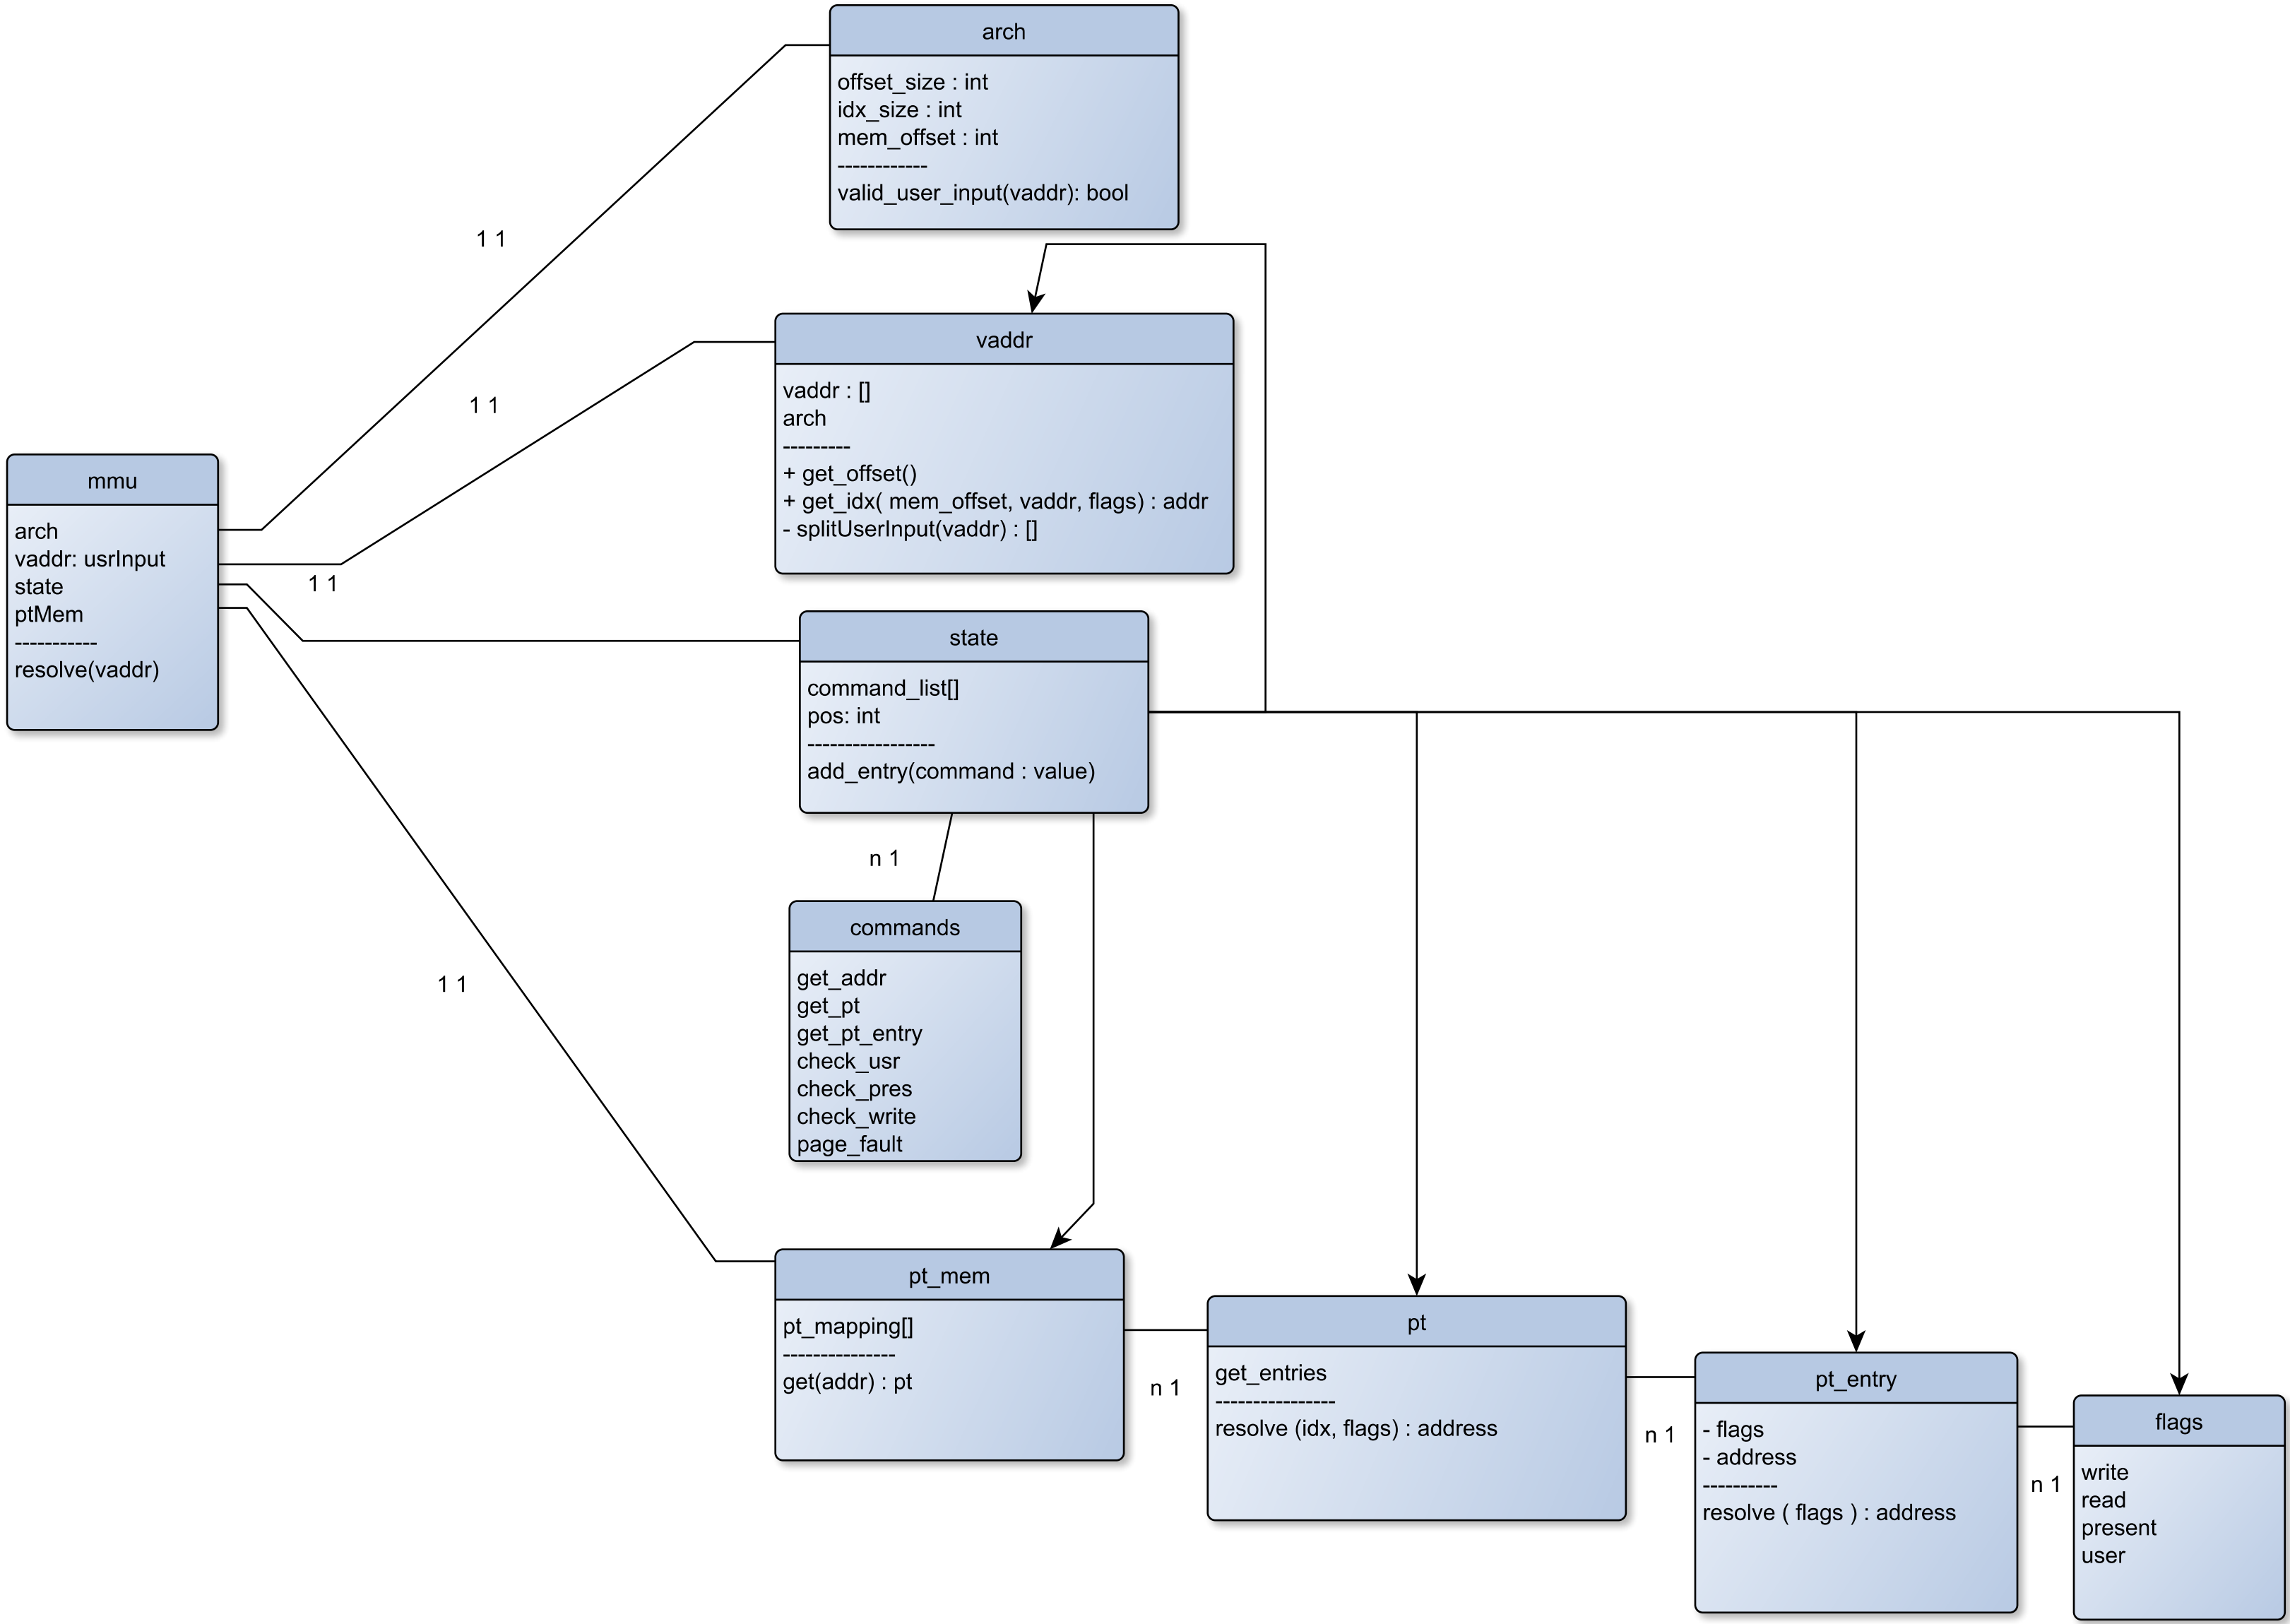 arch
offset_size : int
idx_size : int
mem_offset : int
------------
valid_user_input(vaddr): bool
1 1
vaddr
vaddr : []
arch
---------
+ get_offset()
+ get_idx( mem_offset, vaddr, flags) : addr
- splitUserInput(vaddr) : []
1 1
mmu
arch
vaddr: usrInput
state
ptMem
-----------
resolve(vaddr)
1 1
state
command_list[]
pos: int
-----------------
add_entry(command : value)
n 1
commands
get_addr
get_pt
get_pt_entry
check_usr
check_pres
check_write
page_fault
1 1
pt_mem
pt_mapping[]
---------------
get(addr) : pt
n 1
pt
get_entries
----------------
resolve (idx, flags) : address
n 1
pt_entry
- flags
- address
----------
resolve ( flags ) : address
n 1
flags
write
read
present
user